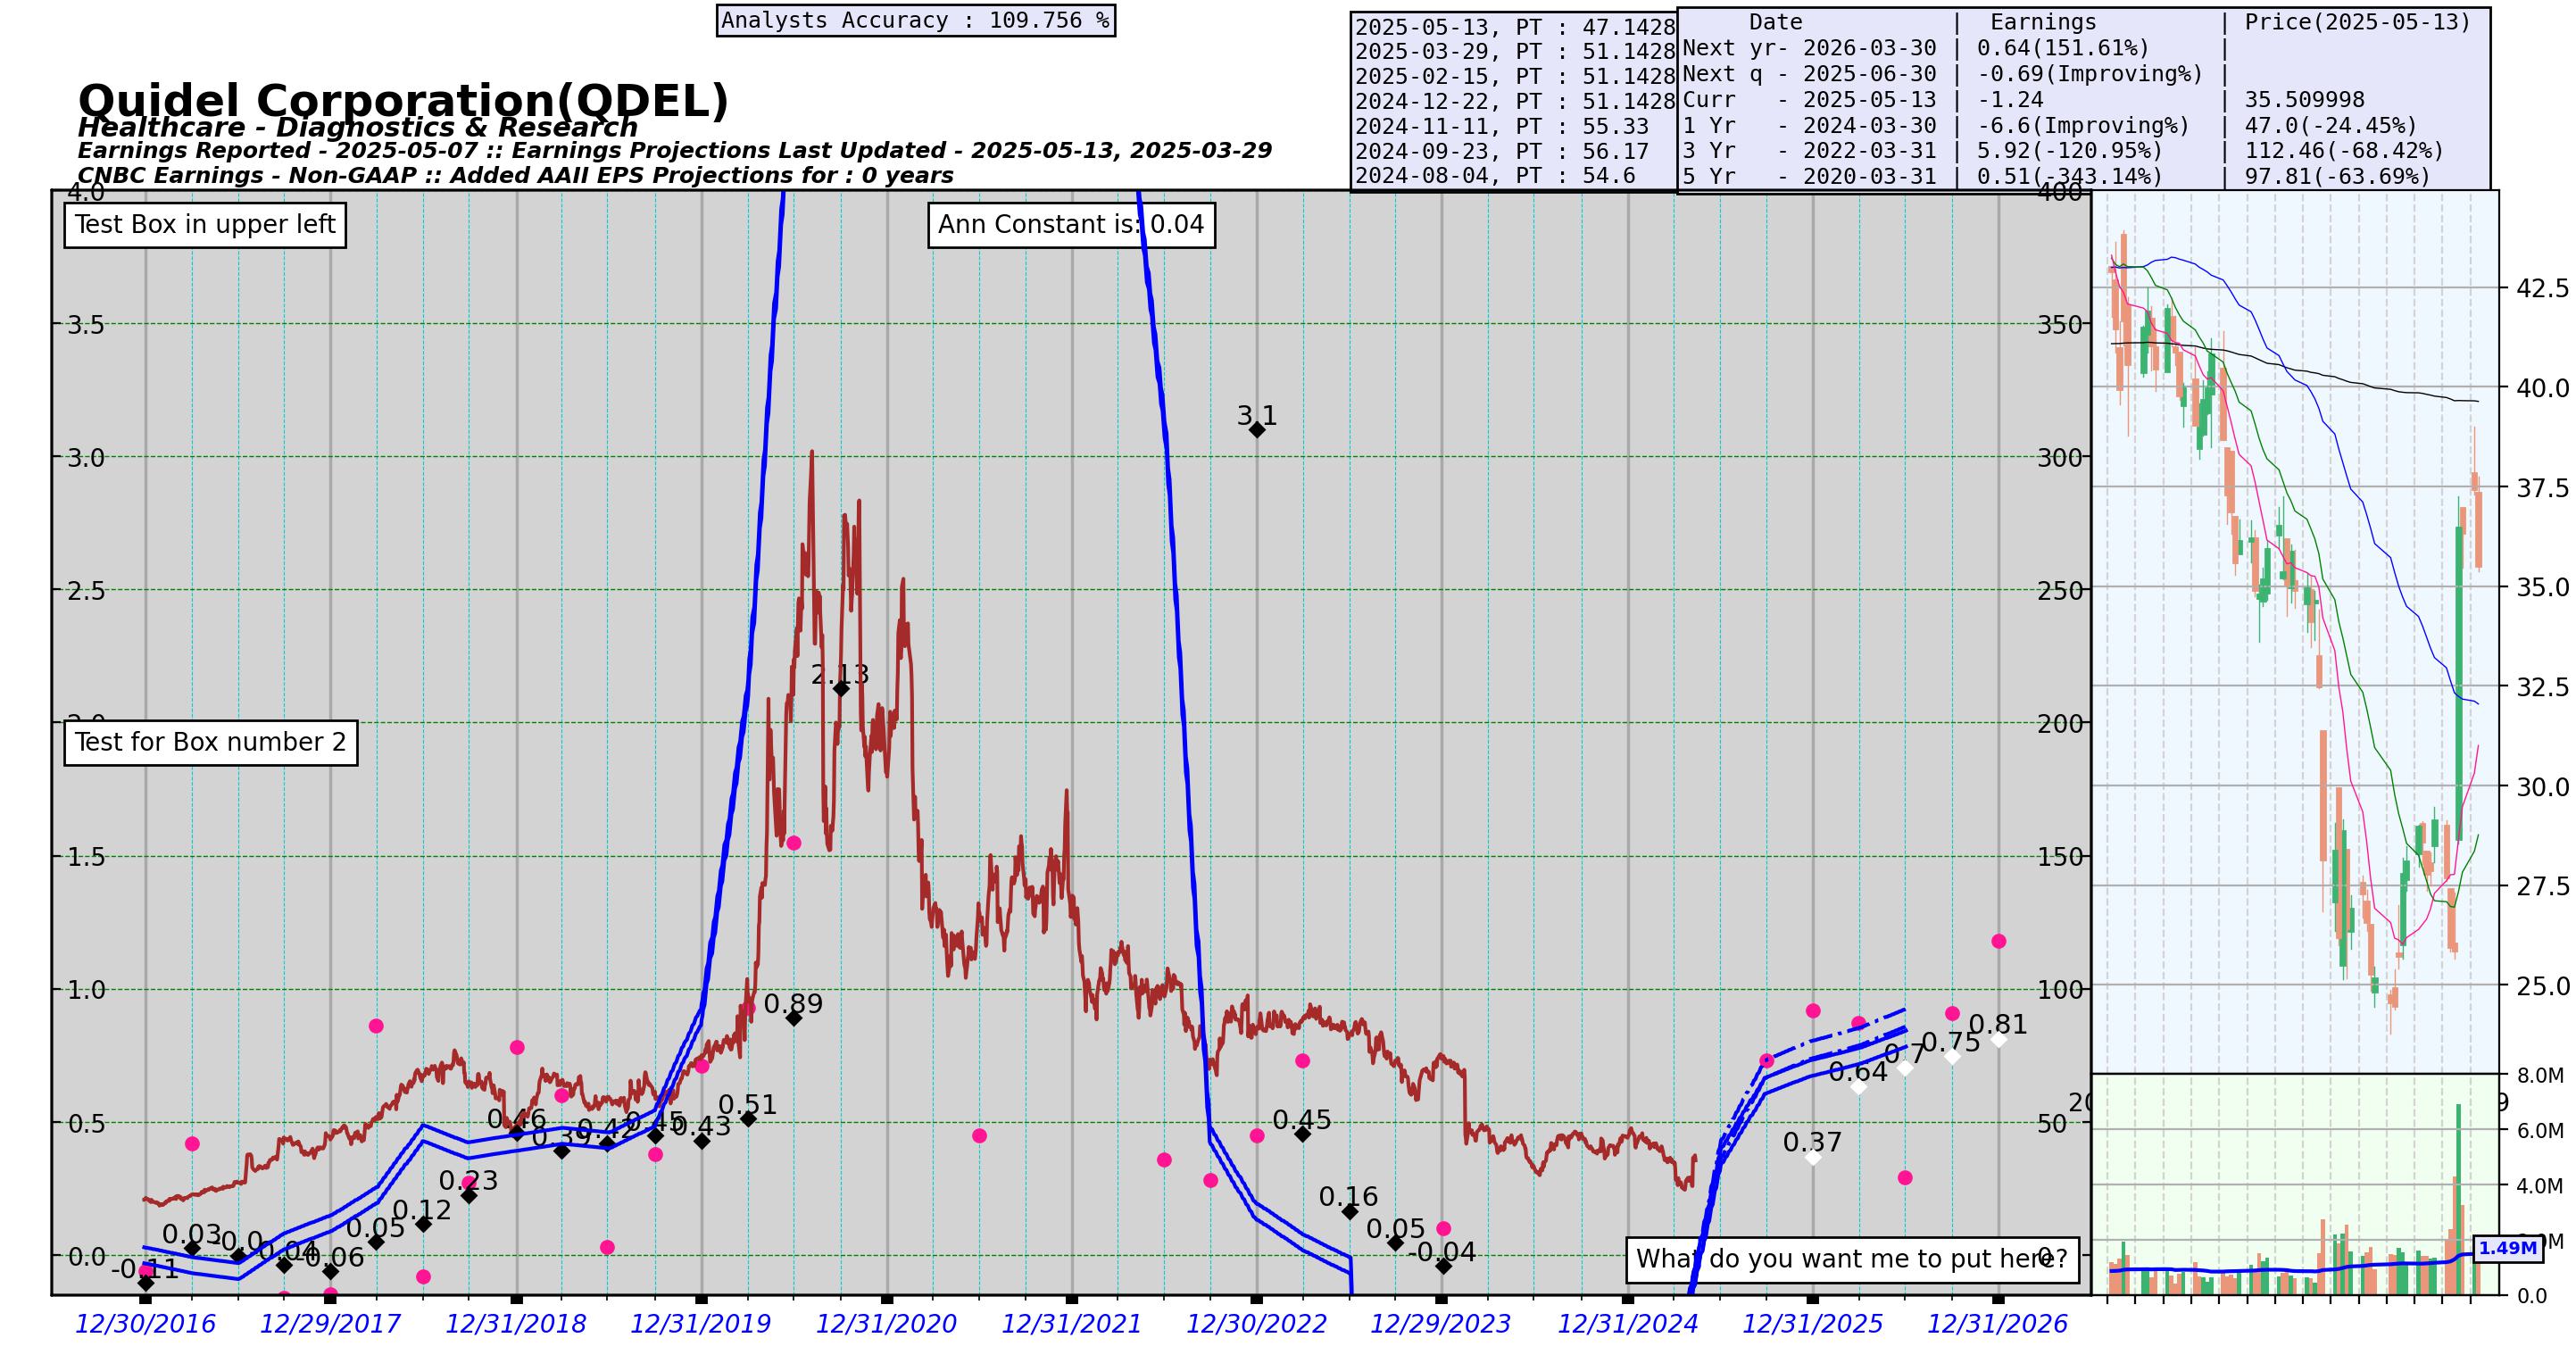 Analysts Accuracy : 109.756 %
Quidel Corporation(QDEL)
Healthcare - Diagnostics & Research
Earnings Reported - 2025-05-07 :: Earnings Projections Last Updated - 2025-05-13, 2025-03-29
CNBC Earnings - Non-GAAP :: Added AAII EPS Projections for : 0 years
2025-05-13, PT : 47.1428
2025-03-29, PT : 51.1428
2025-02-15, PT : 51.1428
2024-12-22, PT : 51.1428
2024-11-11, PT : 55.33
2024-09-23, PT : 56.17
2024-08-04, PT : 54.6
Date | Earnings | Price(2025-05-13)
Next yr- 2026-03-30 | 0.64(151.61%) |
Next q - 2025-06-30 | -0.69(Improving%) |
Curr - 2025-05-13 | -1.24 | 35.509998
1 Yr - 2024-03-30 | -6.6(Improving%) | 47.0(-24.45%)
3 Yr - 2022-03-31 | 5.92(-120.95%) | 112.46(-68.42%)
5 Yr - 2020-03-31 | 0.51(-343.14%) | 97.81(-63.69%)
Test Box in upper left
Ann Constant is: 0.04
Test for Box number 2
What do you want me to put here?
4.0
3.5
3.0
2.5
2.0
1.5
1.0
0.5
0.0
-0.11
0.03
-0.0
-0.04
-0.06
0.05
0.12
0.23
0.46
0.39
0.42
0.45
0.43
0.51
0.89
2.13
3.1
0.45
0.16
0.05
-0.04
0.37
0.64
0.7
0.75
0.81
400
350
300
250
200
150
100
50
0
42.5
40.0
37.5
35.0
32.5
30.0
27.5
25.0
8.0M
6.0M
4.0M
1.49M
0.0
12/30/2016
12/29/2017
12/31/2018
12/31/2019
12/31/2020
12/31/2021
12/30/2022
12/29/2023
12/31/2024
12/31/2025
12/31/2026